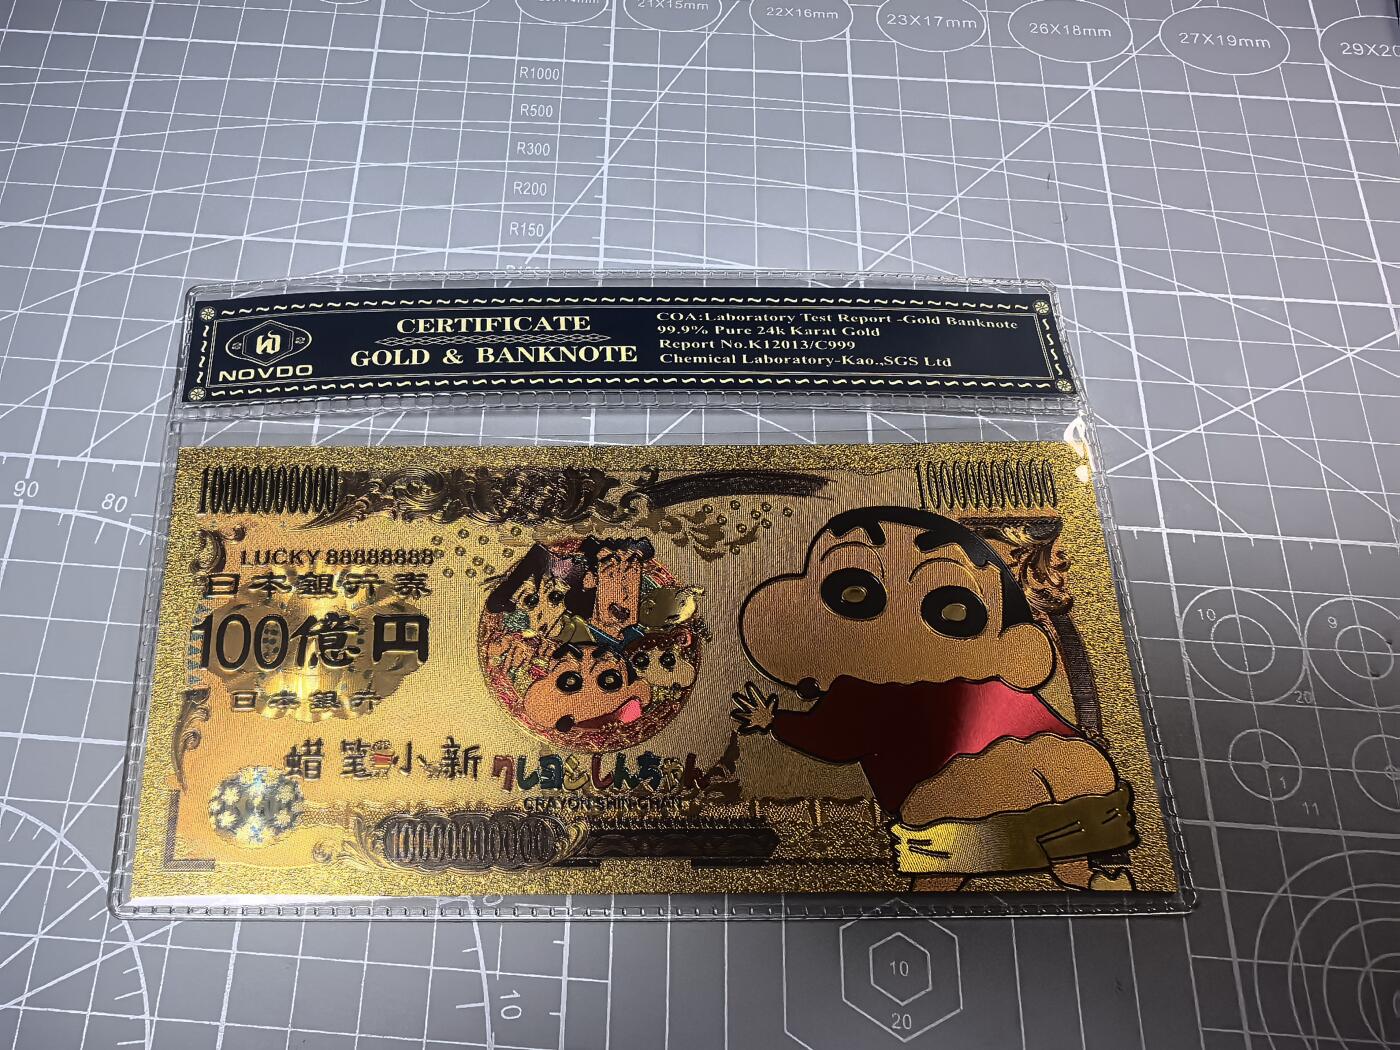 21X15mm
22X16mm
23X17mm
26X18mm
27X19mm
R1000
R500
R300
R200
R150
NOVDO
CERTIFICATE
GOLD & BANKNOTE
COA:Laboratory Test Report -Gold Banknote
99.9% Pure 24k Karat Gold
Report No.K12013/C999
Chemical Laboratory-Kao.,SGS Ltd
90
80
10000000000
10000000000
LUCKY 88888888
日本銀行券
100億円
日本銀行
蜡笔小新
クレヨンしんちゃん
CRAYON SHIN CHAN
10000000000
10
9
20
1
11
10
20
10